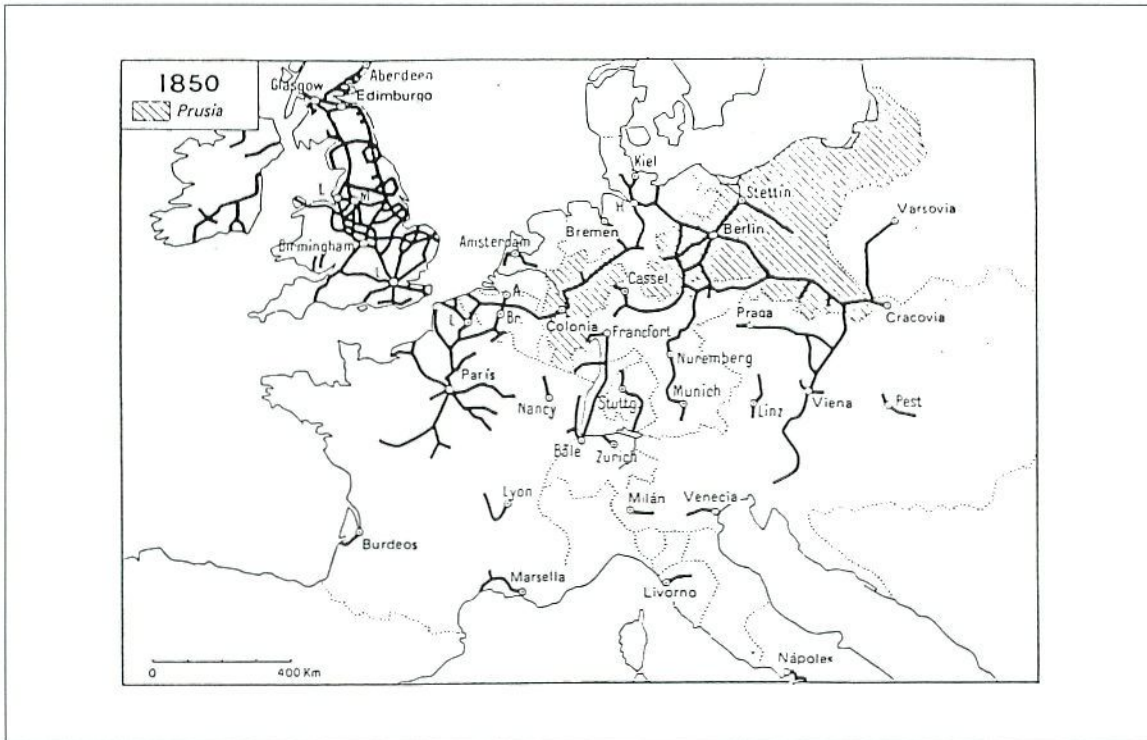 1850
Prusia
Aberdeen
Glasgow
Edimburgo
Kiel
Stettin
L
M
H
Varsovia
Bremen
Berlin
Birmingham
Amsterdam
L
Cassel
A.
Praga
Cracovia
L
Br.
Colonia
Francfort
Nuremberg
París
Nancy
Stuttg.
Munich
Linz
Viena
Pest
Bâle
Zurich
Lyon
Milán
Venecia
Burdeos
Marsella
Livorno
Nápoles
0
400 Km